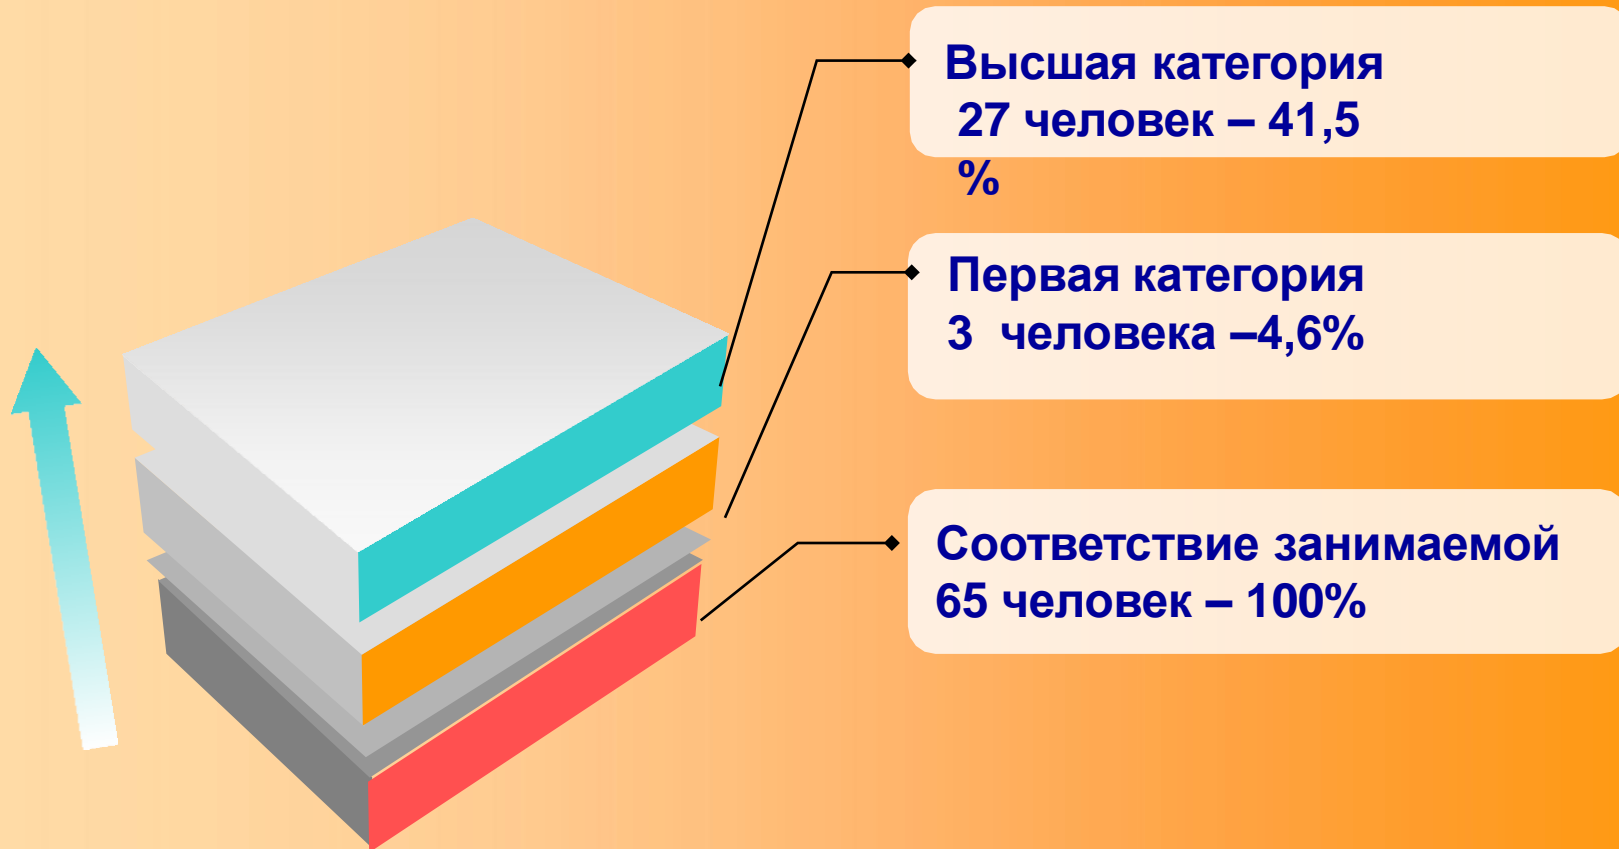 Высшая категория
27 человек – 41,5
%
Первая категория
3 человека –4,6%
Соответствие занимаемой
65 человек – 100%